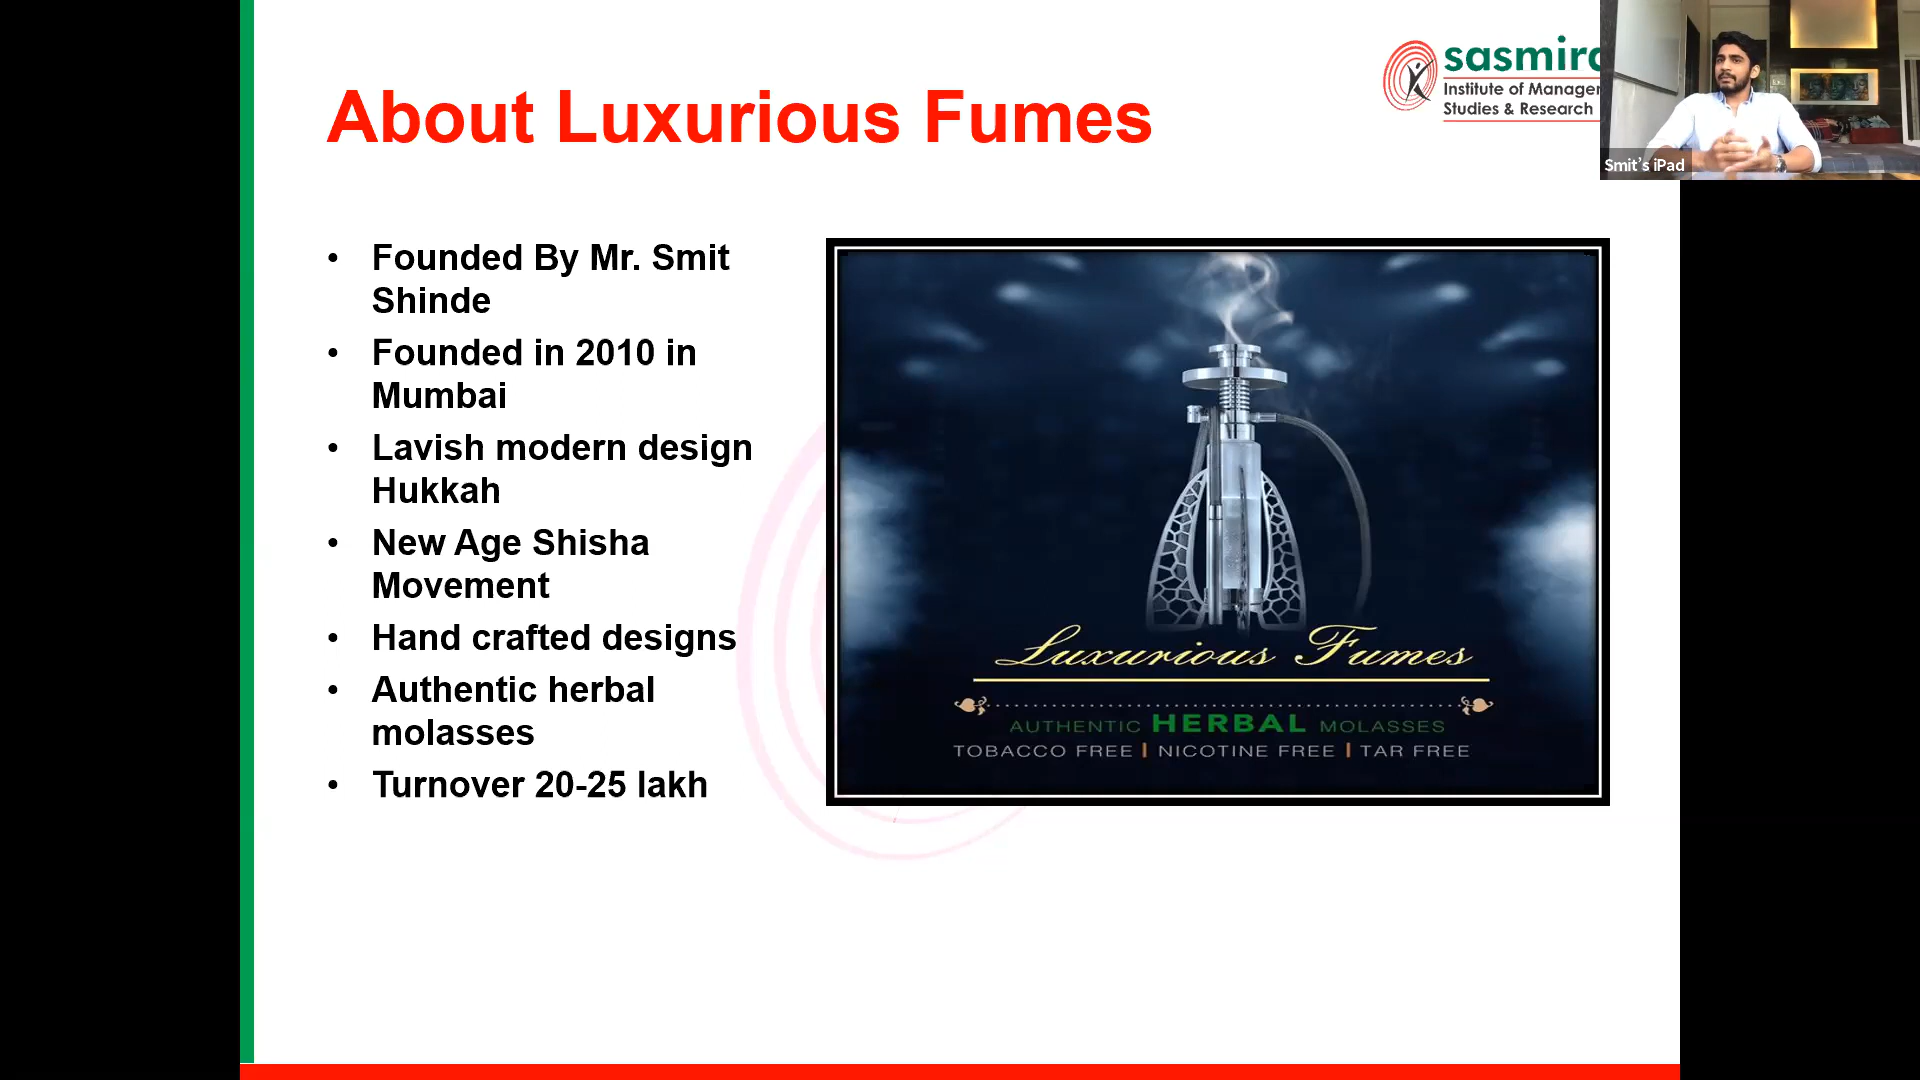 About Luxurious Fumes
sasmira
Institute of Manager
Studies & Research
Smit's iPad
• Founded By Mr. Smit
Shinde
• Founded in 2010 in
Mumbai
• Lavish modern design
Hukkah
• New Age Shisha
Movement
• Hand crafted designs
• Authentic herbal
molasses
• Turnover 20-25 lakh
Luxurious Fumes
AUTHENTIC HERBAL MOLASSES
TOBACCO FREE | NICOTINE FREE | TAR FREE